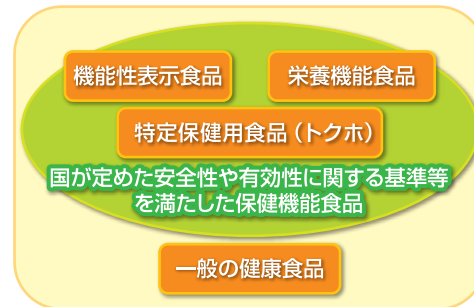 機能性表示食品
栄養機能食品
特定保健用食品（トクホ）
国が定めた安全性や有効性に関する基準等
を満たした保健機能食品
一般の健康食品